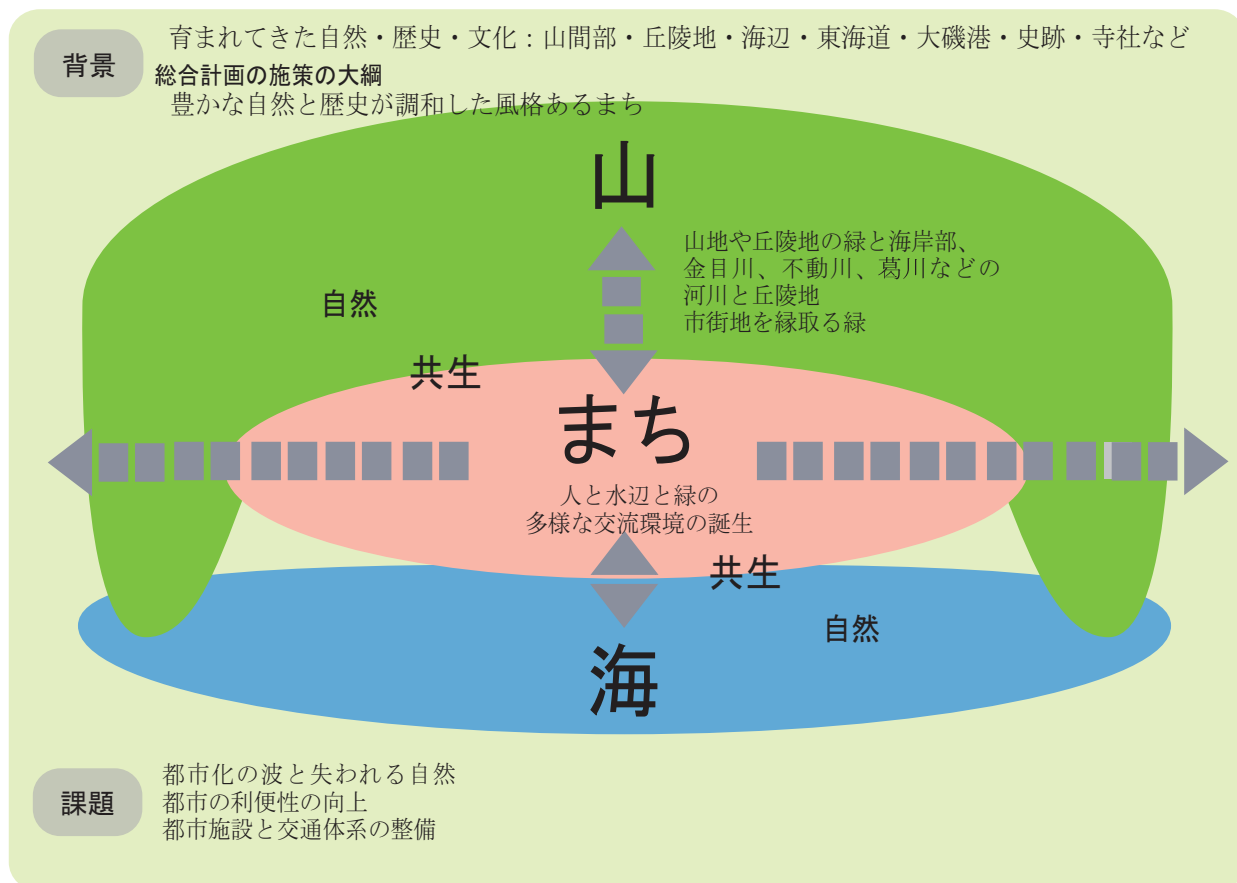 背景
育まれてきた自然・歴史・文化：山間部・丘陵地・海辺・東海道・大磯港・史跡・寺社など
総合計画の施策の大綱
豊かな自然と歴史が調和した風格あるまち
山
山地や丘陵地の緑と海岸部、
金目川、不動川、葛川などの
河川と丘陵地
市街地を縁取る緑
自然
共生
まち
人と水辺と緑の
多様な交流環境の誕生
共生
自然
海
課題
都市化の波と失われる自然
都市の利便性の向上
都市施設と交通体系の整備